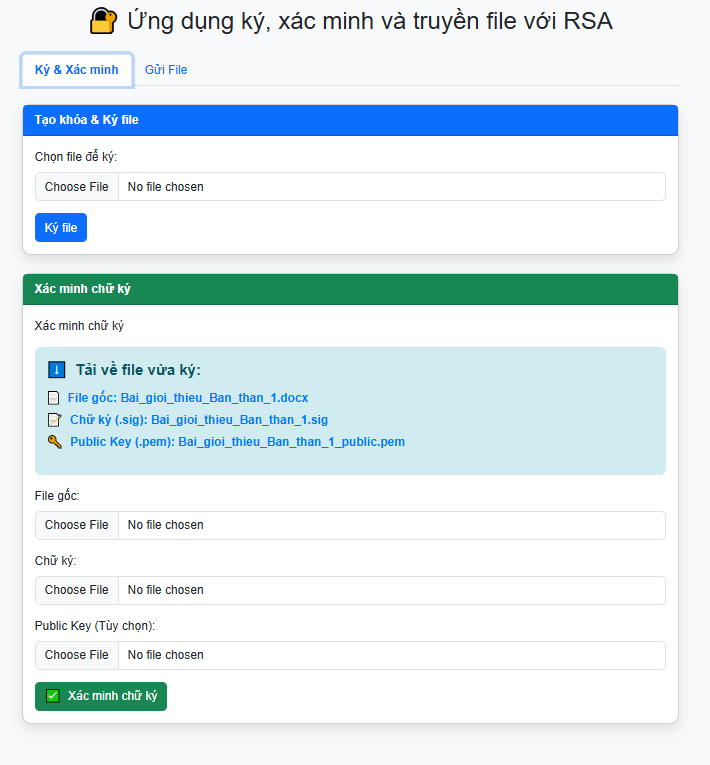 Ứng dụng ký, xác minh và truyền file với RSA
Ký & Xác minh
Gửi File
Tạo khóa & Ký file
Chọn file để ký:
Choose File No file chosen
Ký file
Xác minh chữ ký
Xác minh chữ ký
Tải về file vừa ký:
File gốc: Bai_gioi_thieu_Ban_than_1.docx
Chữ ký (.sig): Bai_gioi_thieu_Ban_than_1.sig
Public Key (.pem): Bai_gioi_thieu_Ban_than_1_public.pem
File gốc:
Choose File No file chosen
Chữ ký:
Choose File No file chosen
Public Key (Tùy chọn):
Choose File No file chosen
Xác minh chữ ký